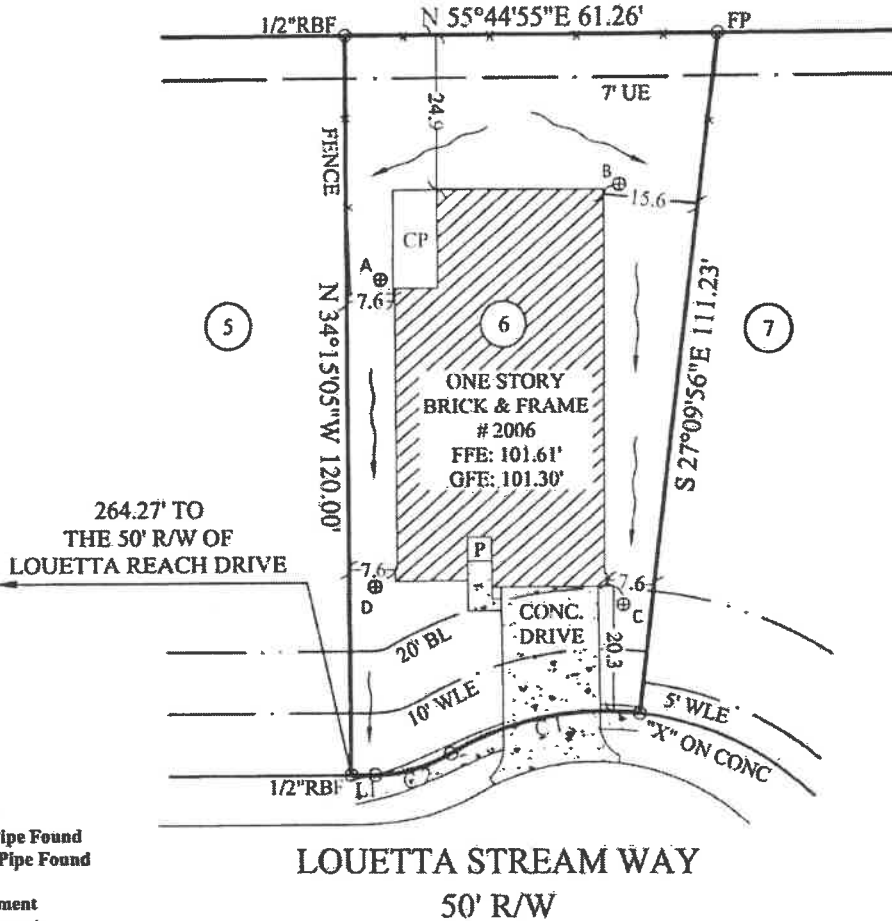 N 55°44'55"E 61.26'
1/2"RBF
FP
7' UE
24.9
FENCE
B
15.6
CP
A
7.6
N 34°15'05"W 120.00'
5
6
7
S 27°09'56"E 111.23'
ONE STORY
BRICK & FRAME
# 2006
FFE: 101.61'
GFE: 101.30'
264.27' TO
THE 50' R/W OF
LOUETTA REACH DRIVE
P
7.6
D
7.6
C
CONC.
DRIVE
20.3
20' BL
10' WLE
5' WLE
"X" ON CONC
1/2"RBF
ipe Found
Pipe Found
ment
LOUETTA STREAM WAY
50' R/W